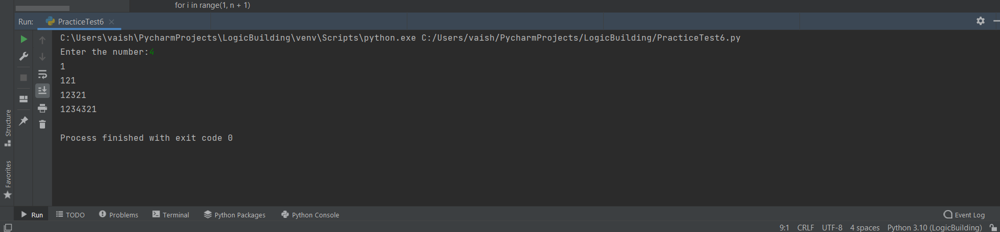 for i in range(1, n + 1)
Run: PracticeTest6
C:\Users\vaish\PycharmProjects\LogicBuilding\venv\Scripts\python.exe C:/Users/vaish/PycharmProjects/LogicBuilding/PracticeTest6.py
Enter the number:4
1
121
12321
1234321
Process finished with exit code 0
Structure
Favorites
Run TODO Problems Terminal Python Packages Python Console Event Log
9:1 CRLF UTF-8 4 spaces Python 3.10 (LogicBuilding)